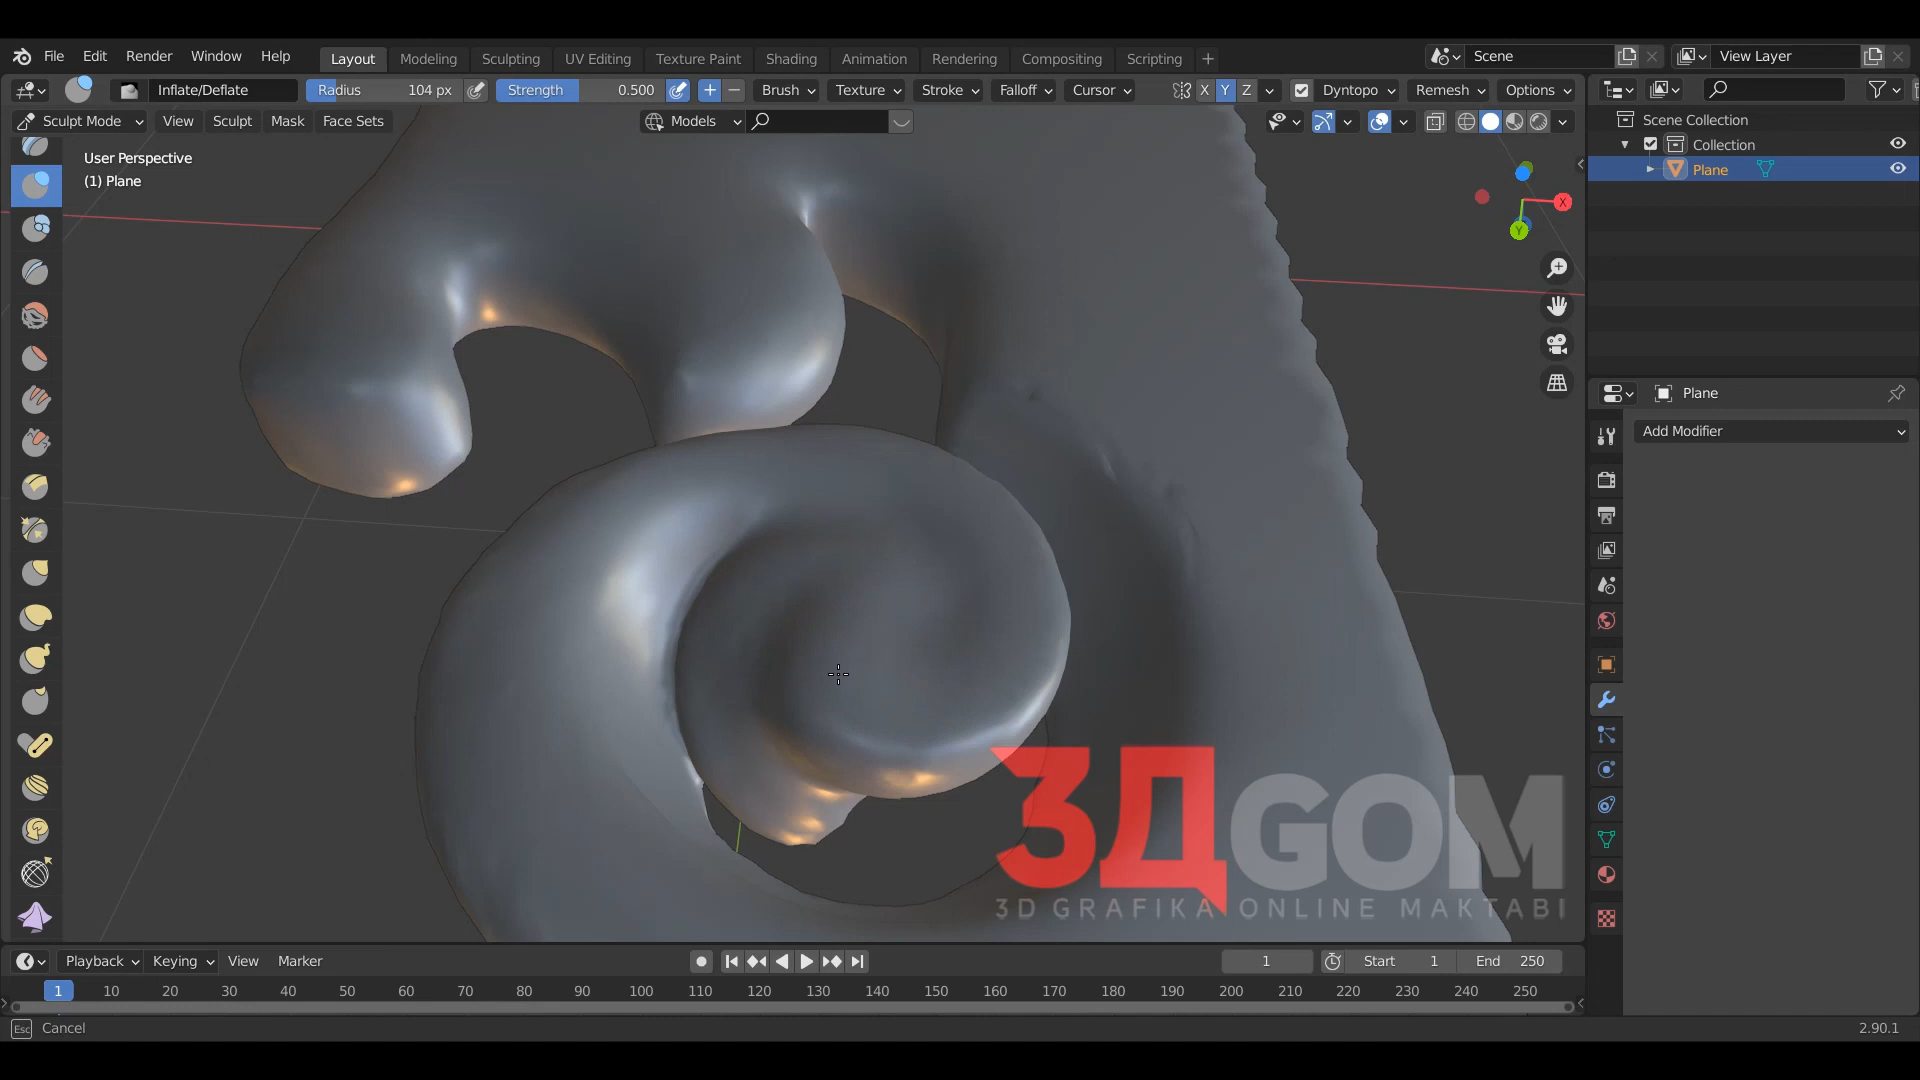 File Edit Render Window Help Layout Modeling Sculpting UV Editing Texture Paint Shading Animation Rendering Compositing Scripting + Scene View Layer
Inflate/Deflate Radius 104 px Strength 0.500 Brush Texture Stroke Falloff Cursor X Y Z Dyntopo Remesh Options
Sculpt Mode View Sculpt Mask Face Sets Models
Scene Collection
Collection
Plane
User Perspective
(1) Plane
X
Y
Plane
Add Modifier
3ДGOM
3D GRAFIKA ONLINE MAKTABI
Playback Keying View Marker 1 Start 1 End 250
1 10 20 30 40 50 60 70 80 90 100 110 120 130 140 150 160 170 180 190 200 210 220 230 240 250
Esc Cancel 2.90.1